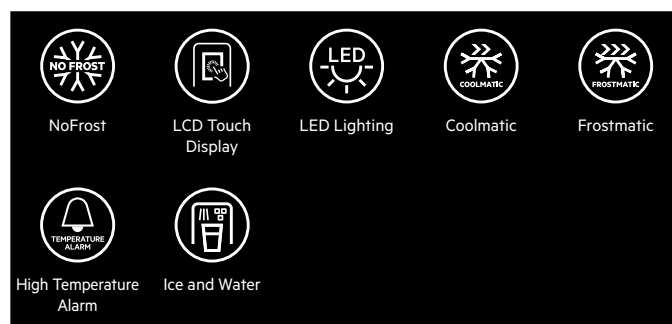 NO FROST
LED
COOLMATIC
FROSTMATIC
NoFrost
LCD Touch
Display
LED Lighting
Coolmatic
Frostmatic
TEMPERATURE
ALARM
High Temperature
Alarm
Ice and Water